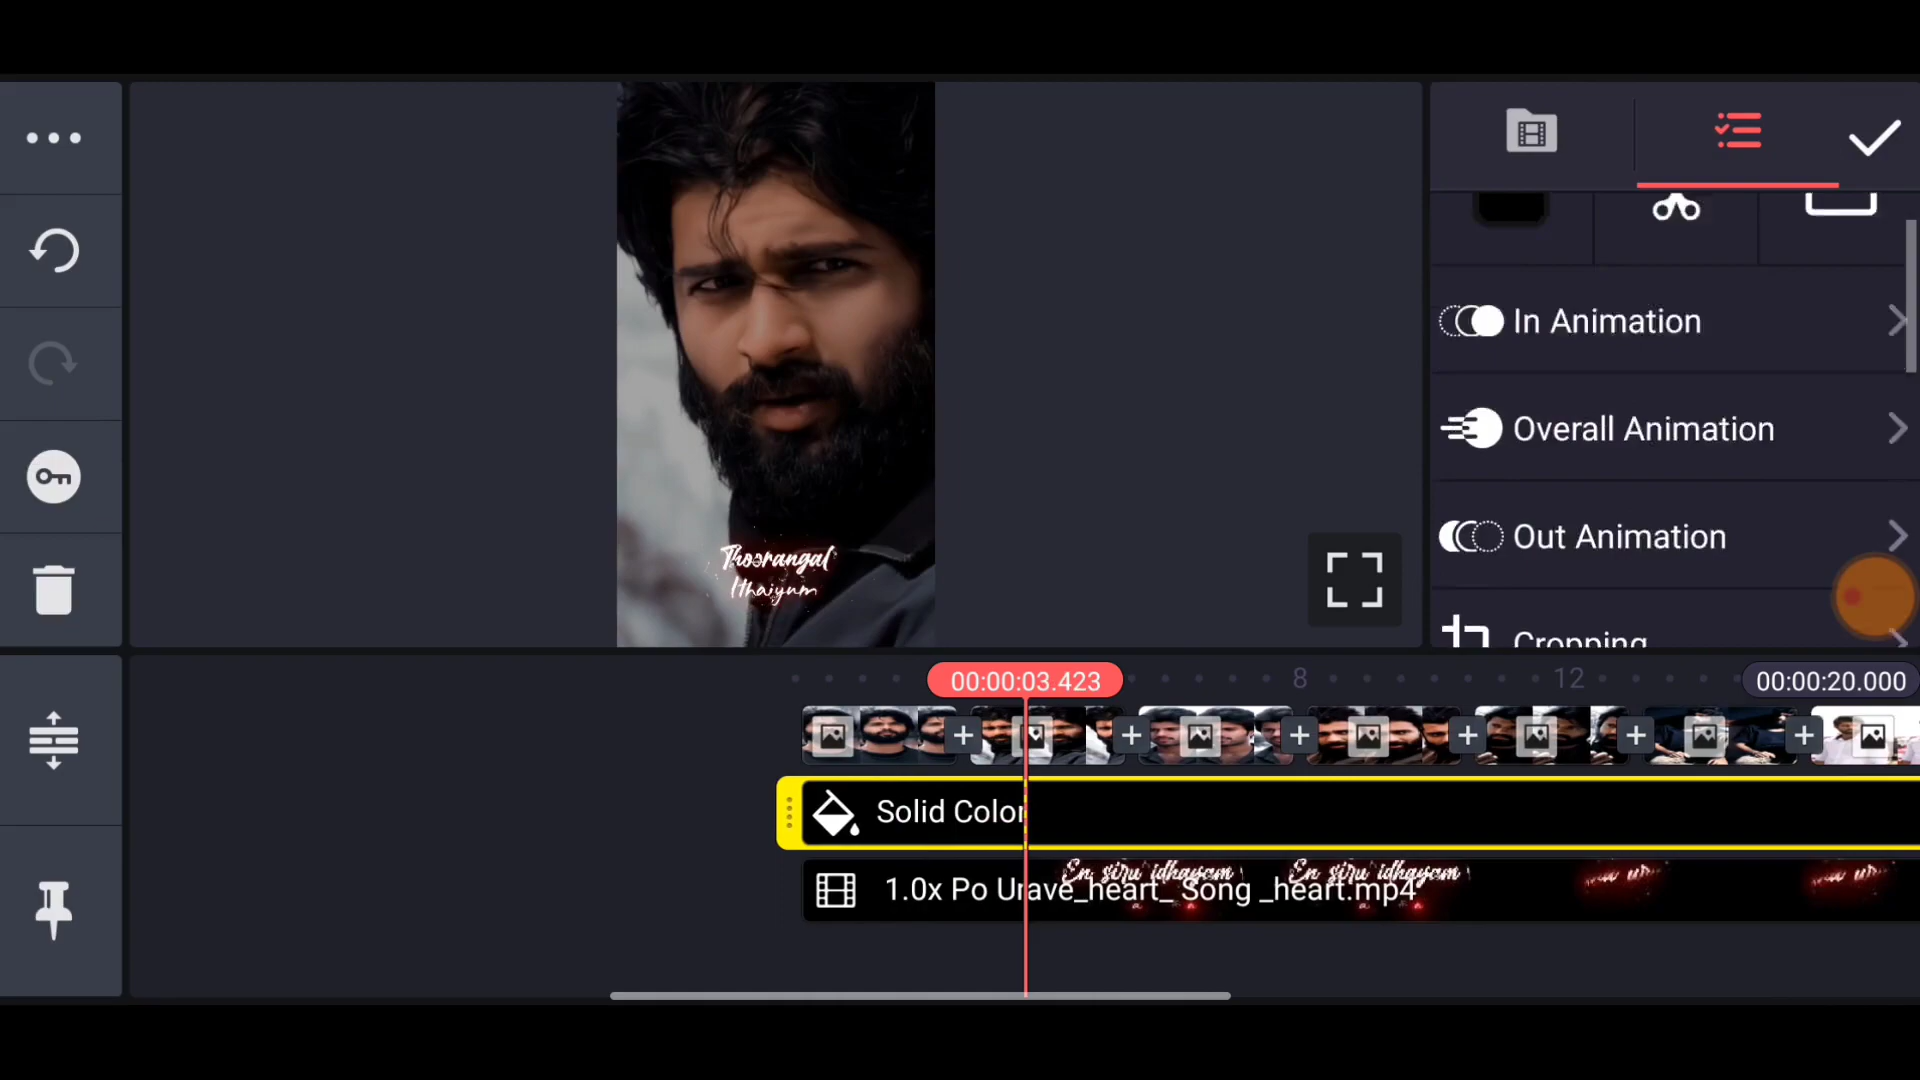 In Animation
Overall Animation
Out Animation
Cropping
Thoorangal
Ithaiyum
00:00:03.423
8
12
00:00:20.000
Solid Color
En siru idhayam
En siru idhayam
1.0x Po Urave_heart_ Song _heart.mp4